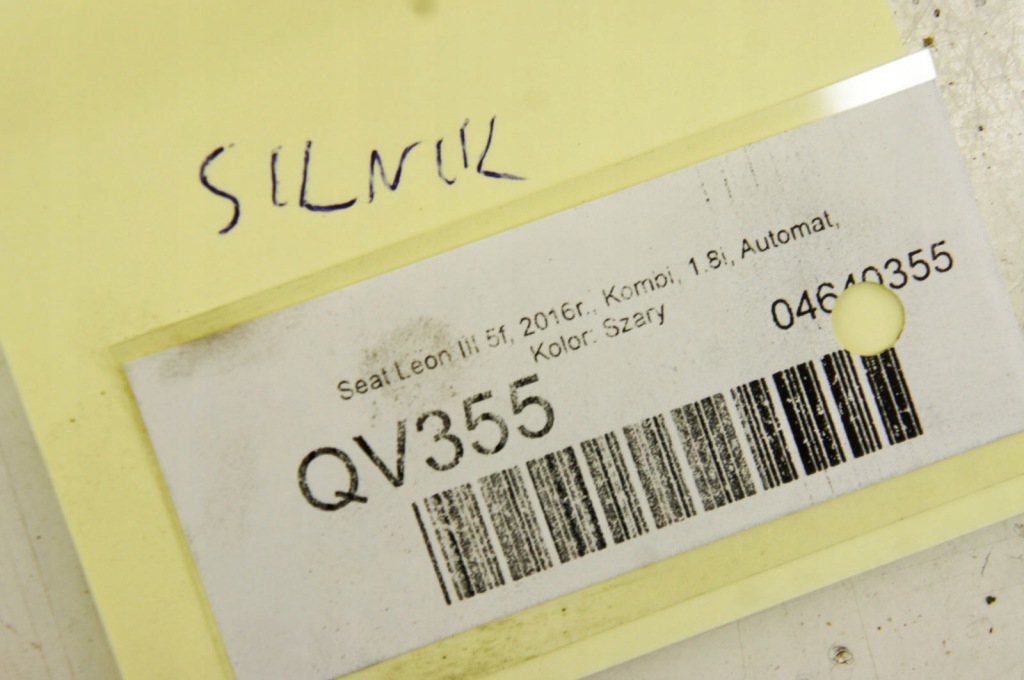 SILNIK
Seat Leon III 5f, 2016r., Kombi, 1.8i, Automat,
Kolor: Szary
04640355
QV355